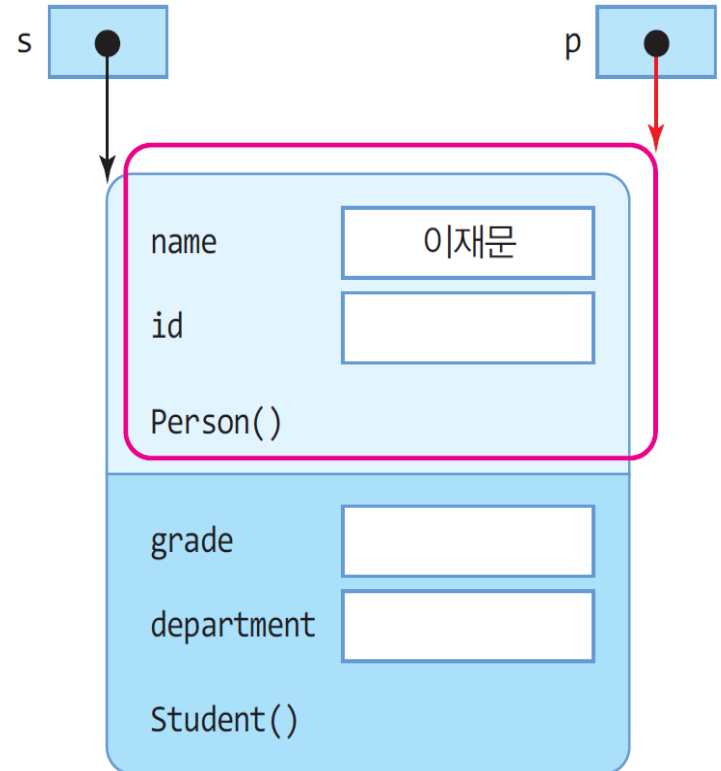 s p
name 이재문
id
Person()
grade
department
Student()